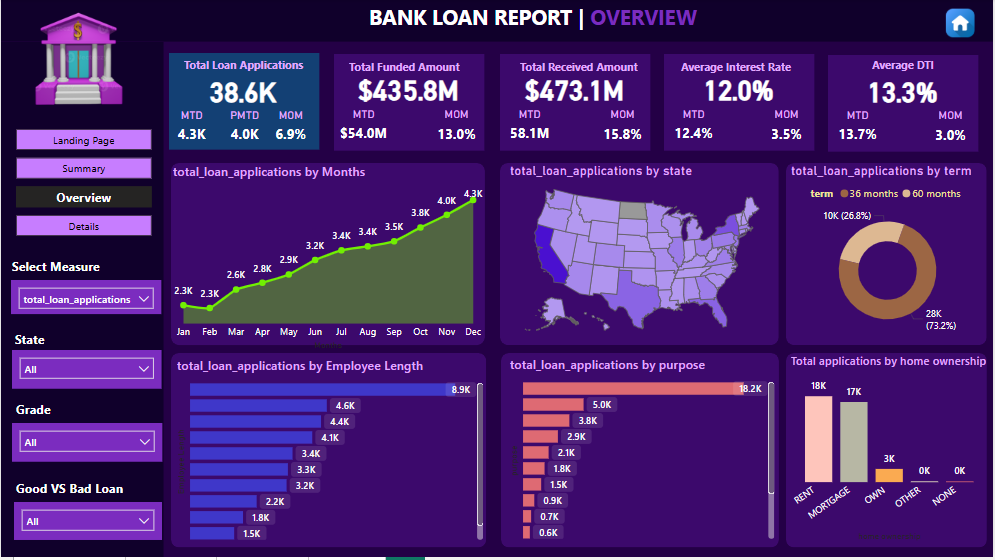 BANK LOAN REPORT | OVERVIEW
Landing Page
Summary
Overview
Details
Select Measure
total_loan_applications
State
All
Grade
All
Good VS Bad Loan
All
Total Loan Applications
38.6K
MTD PMTD MOM
4.3K 4.0K 6.9%
Total Funded Amount
$435.8M
MTD MOM
$54.0M 13.0%
Total Received Amount
$473.1M
MTD MOM
58.1M 15.8%
Average Interest Rate
12.0%
MTD MOM
12.4% 3.5%
Average DTI
13.3%
MTD MOM
13.7% 3.0%
total_loan_applications by Months
2.3K 2.3K 2.6K 2.8K 2.9K 3.2K 3.4K 3.4K 3.5K 3.8K 4.0K 4.3K
Jan Feb Mar Apr May Jun Jul Aug Sep Oct Nov Dec
total_loan_applications by state
total_loan_applications by term
term 36 months 60 months
10K (26.8%)
28K
(73.2%)
total_loan_applications by Employee Length
8.9K
4.6K
4.4K
4.1K
3.4K
3.3K
3.2K
2.2K
1.8K
1.5K
total_loan_applications by purpose
18.2K
5.0K
3.8K
2.9K
2.1K
1.8K
1.5K
0.9K
0.7K
0.6K
Total applications by home ownership
18K 17K 3K 0K 0K
RENT MORTGAGE OWN OTHER NONE